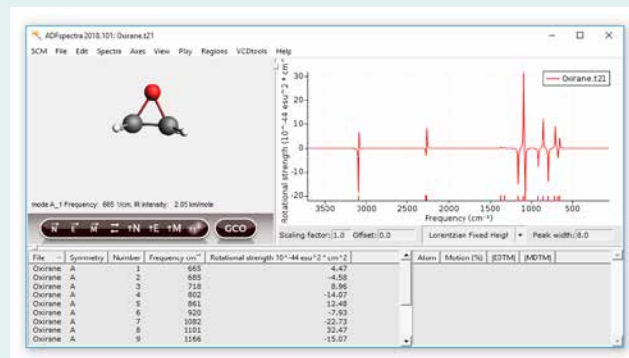 ADFspectra 2018.101: Oxirane.t21
SCM File Edit Spectra Axes View Play Regions VCDtools Help
mode A_1 Frequency: 665 1/cm, IR intensity: 2.05 km/mole
N E M ↑N ↑E ↑M GCO
Rotational strength (10^-44 esu^2 * cm^
30
20
10
0
-10
-20
Oxirane.t21
3500 3000 2500 2000 1500 1000 500
Frequency (cm⁻¹)
Scaling factor: 1.0 Offset: 0.0 Lorentzian Fixed Heigh Peak width: 8.0
File Symmetry Number Frequency cm⁻¹ Rotational strength 10^-44 esu^2 * cm^2
Oxirane A 1 665 4.47
Oxirane A 2 685 -4.58
Oxirane A 3 718 8.96
Oxirane A 4 802 -14.07
Oxirane A 5 861 12.48
Oxirane A 6 920 -7.93
Oxirane A 7 1082 -22.73
Oxirane A 8 1101 32.47
Oxirane A 9 1166 -15.07
Atom Motion (%) |EDTM| |MDTM|